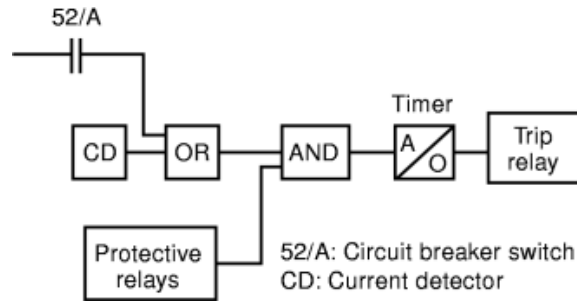 52/A
Timer
CD
OR
AND
A
O
Trip
relay
Protective
relays
52/A: Circuit breaker switch
CD: Current detector